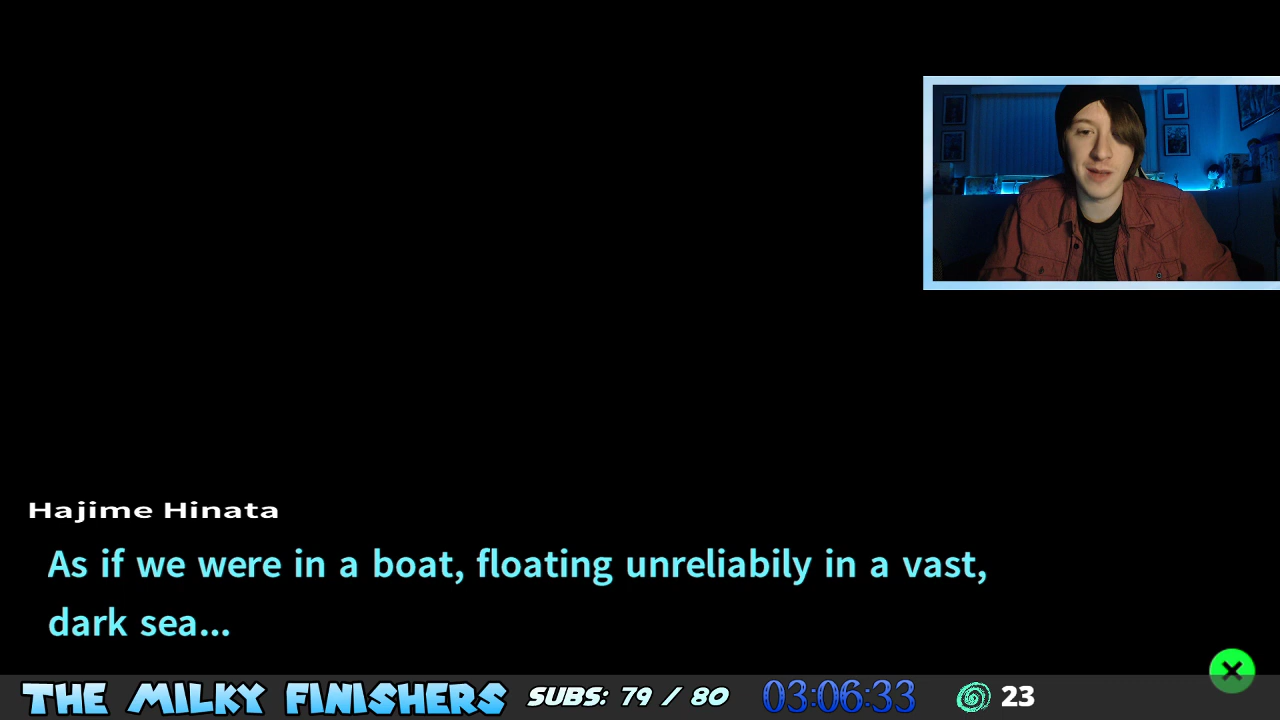 Hajime Hinata
As if we were in a boat, floating unreliabily in a vast,
dark sea...
THE MILKY FINISHERS SUBS: 79 / 80 03:06:33 23